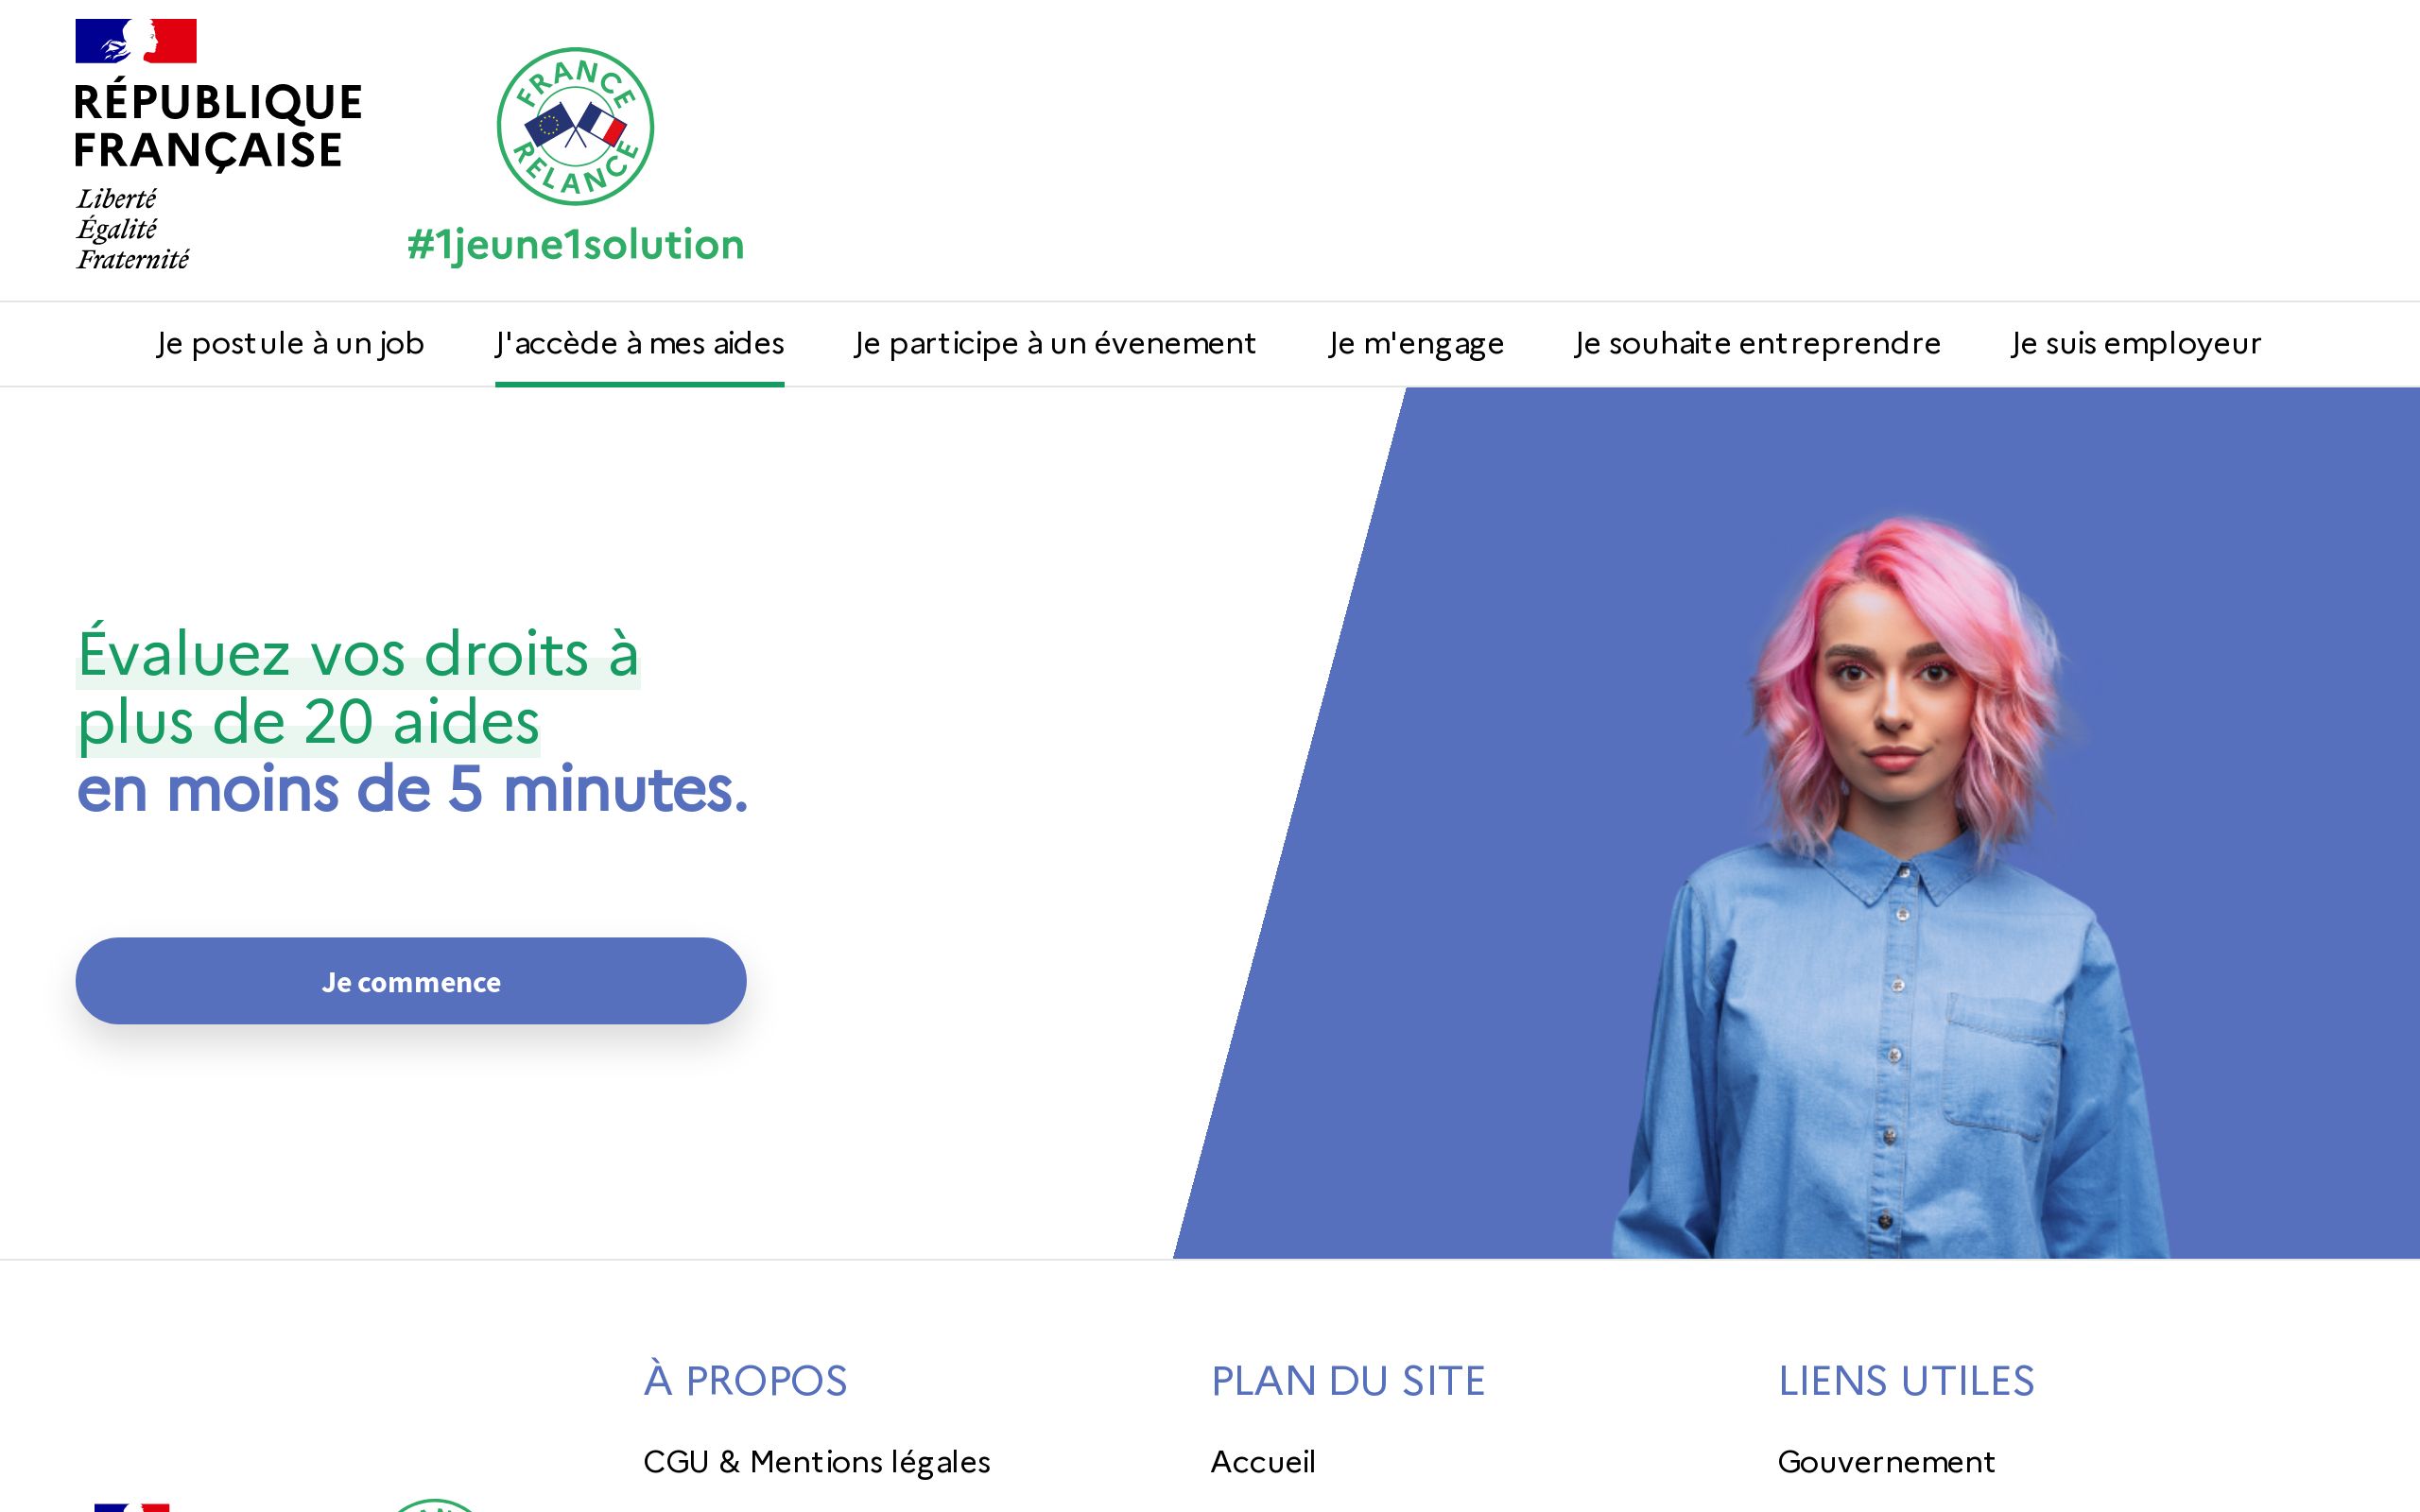 RÉPUBLIQUE
FRANÇAISE
Liberté
Égalité
Fraternité
FRANCE
RELANCE
#1jeune1solution
Je postule à un job
J'accède à mes aides
Je participe à un évenement
Je m'engage
Je souhaite entreprendre
Je suis employeur
Évaluez vos droits à
plus de 20 aides
en moins de 5 minutes.
Je commence
À PROPOS
PLAN DU SITE
LIENS UTILES
CGU & Mentions légales
Accueil
Gouvernement